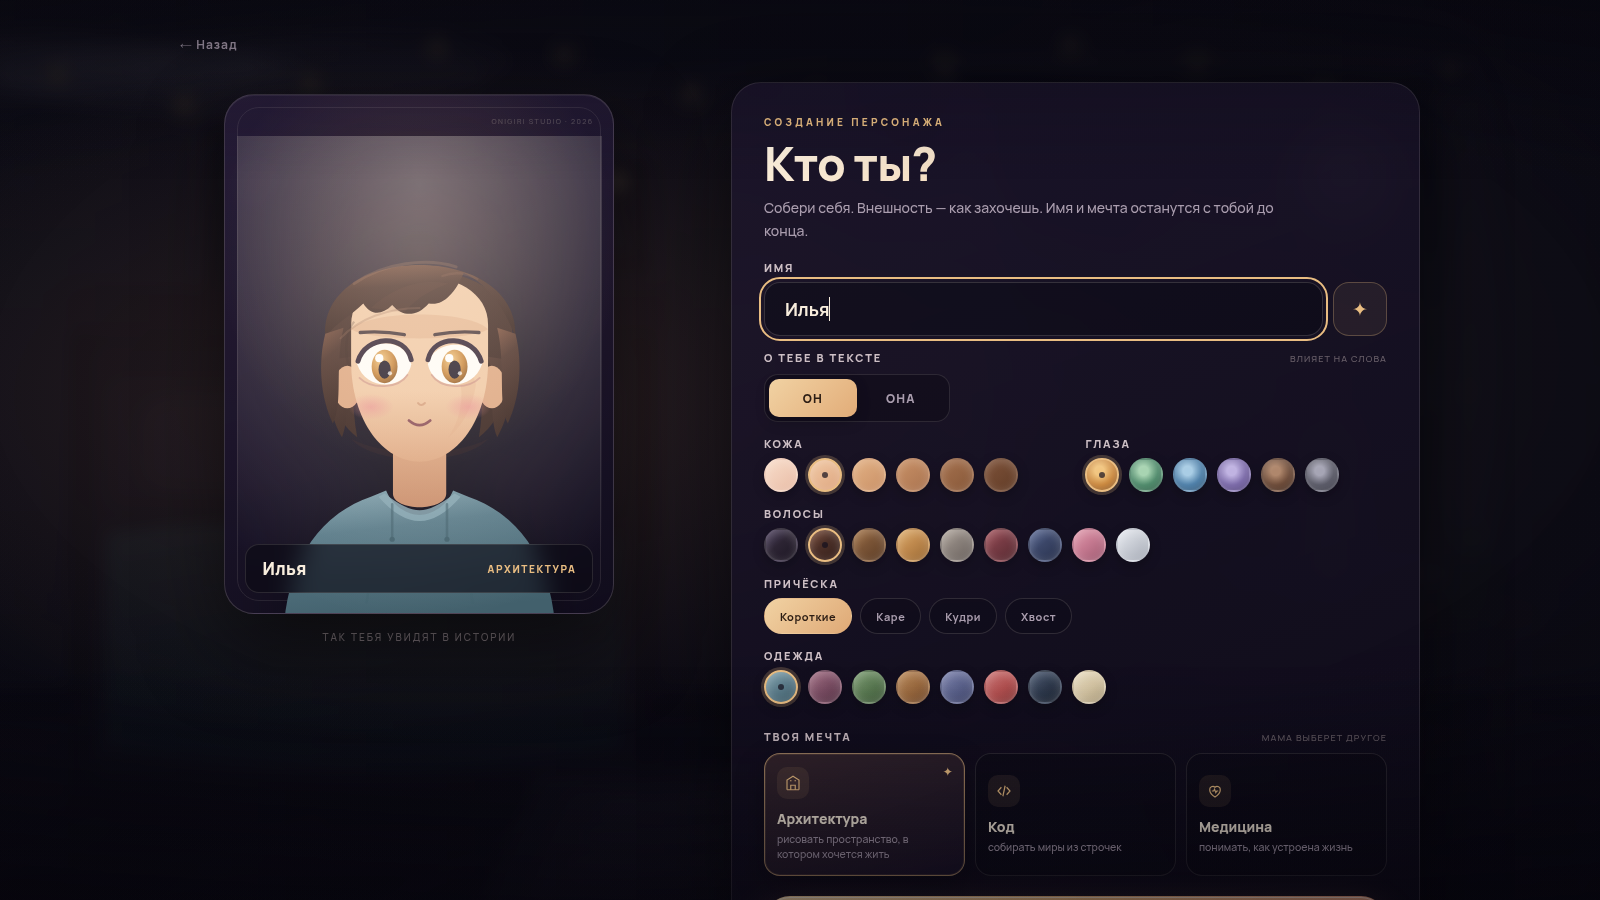 ← Назад
ONIGIRI STUDIO · 2026
Илья
АРХИТЕКТУРА
ТАК ТЕБЯ УВИДЯТ В ИСТОРИИ
СОЗДАНИЕ ПЕРСОНАЖА
Кто ты?
Собери себя. Внешность — как захочешь. Имя и мечта останутся с тобой до
конца.
ИМЯ
Илья
О ТЕБЕ В ТЕКСТЕ
ВЛИЯЕТ НА СЛОВА
ОН
ОНА
КОЖА
ГЛАЗА
ВОЛОСЫ
ПРИЧЁСКА
Короткие
Каре
Кудри
Хвост
ОДЕЖДА
ТВОЯ МЕЧТА
МАМА ВЫБЕРЕТ ДРУГОЕ
Архитектура
рисовать пространство, в
котором хочется жить
Код
собирать миры из строчек
Медицина
понимать, как устроена жизнь